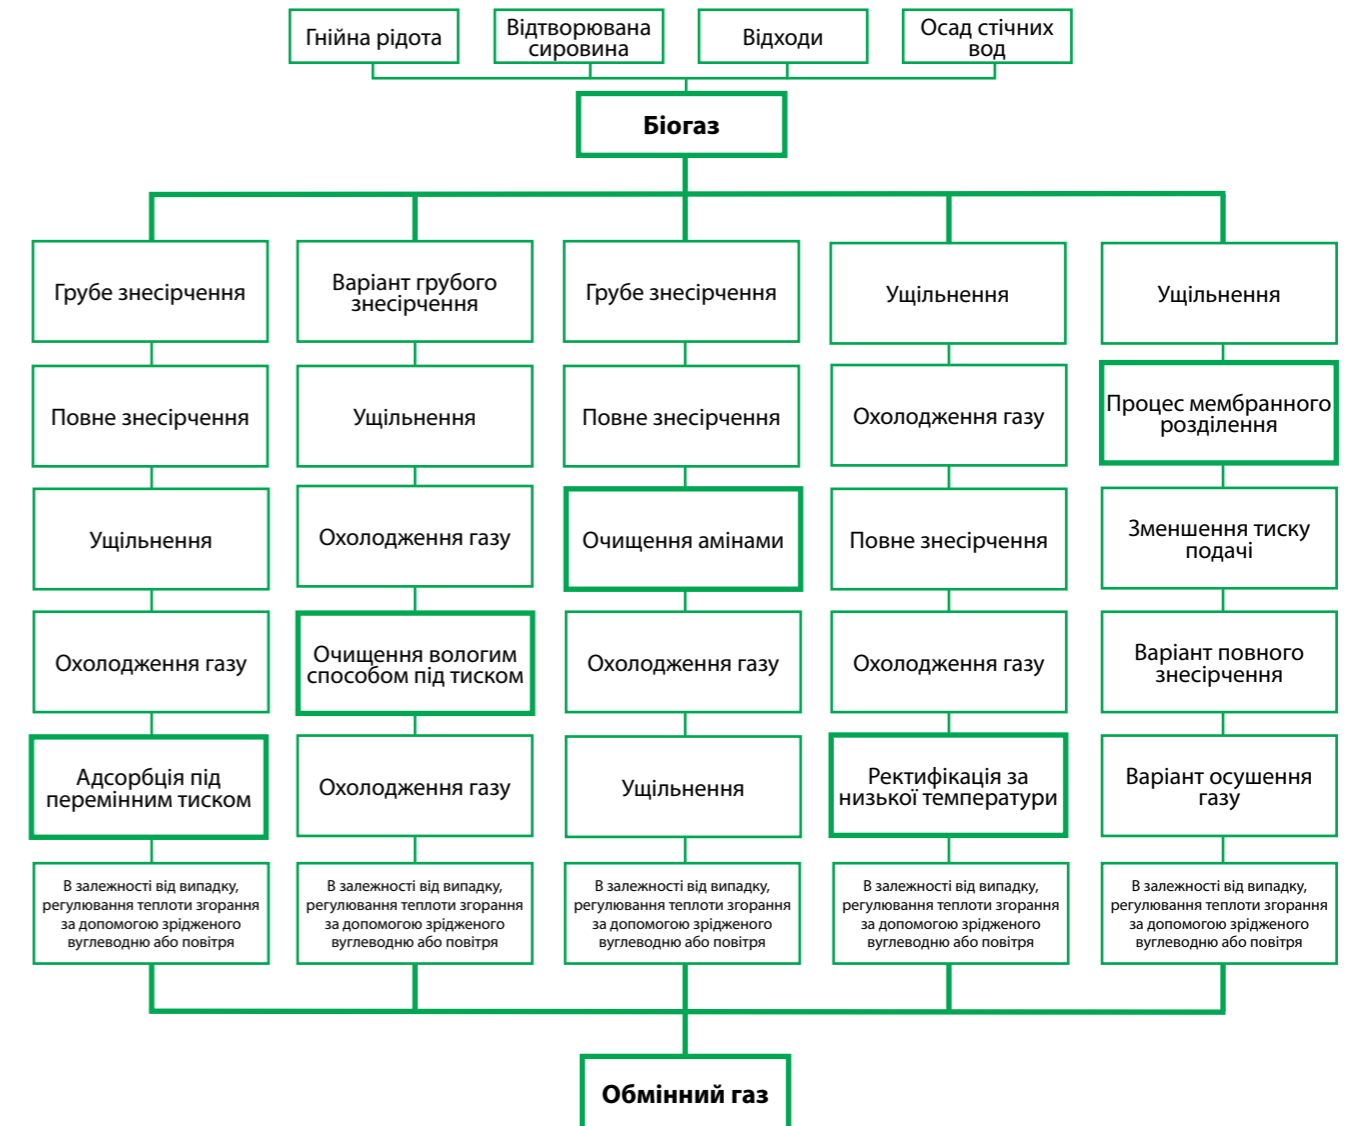 Гнійна рідота
Відтворювана
сировина
Відходи
Осад стічних
вод
Біогаз
Грубе знесірчення
Варіант грубого
знесірчення
Грубе знесірчення
Ущільнення
Ущільнення
Повне знесірчення
Ущільнення
Повне знесірчення
Охолодження газу
Процес мембранного
розділення
Ущільнення
Охолодження газу
Очищення амінами
Повне знесірчення
Зменшення тиску
подачі
Охолодження газу
Очищення вологим
способом під тиском
Охолодження газу
Охолодження газу
Варіант повного
знесірчення
Адсорбція під
перемінним тиском
Охолодження газу
Ущільнення
Ректифікація за
низької температури
Варіант осушення
газу
В залежності від випадку,
регулювання теплоти згорання
за допомогою зрідженого
вуглеводню або повітря
В залежності від випадку,
регулювання теплоти згорання
за допомогою зрідженого
вуглеводню або повітря
В залежності від випадку,
регулювання теплоти згорання
за допомогою зрідженого
вуглеводню або повітря
В залежності від випадку,
регулювання теплоти згорання
за допомогою зрідженого
вуглеводню або повітря
В залежності від випадку,
регулювання теплоти згорання
за допомогою зрідженого
вуглеводню або повітря
Обмінний газ